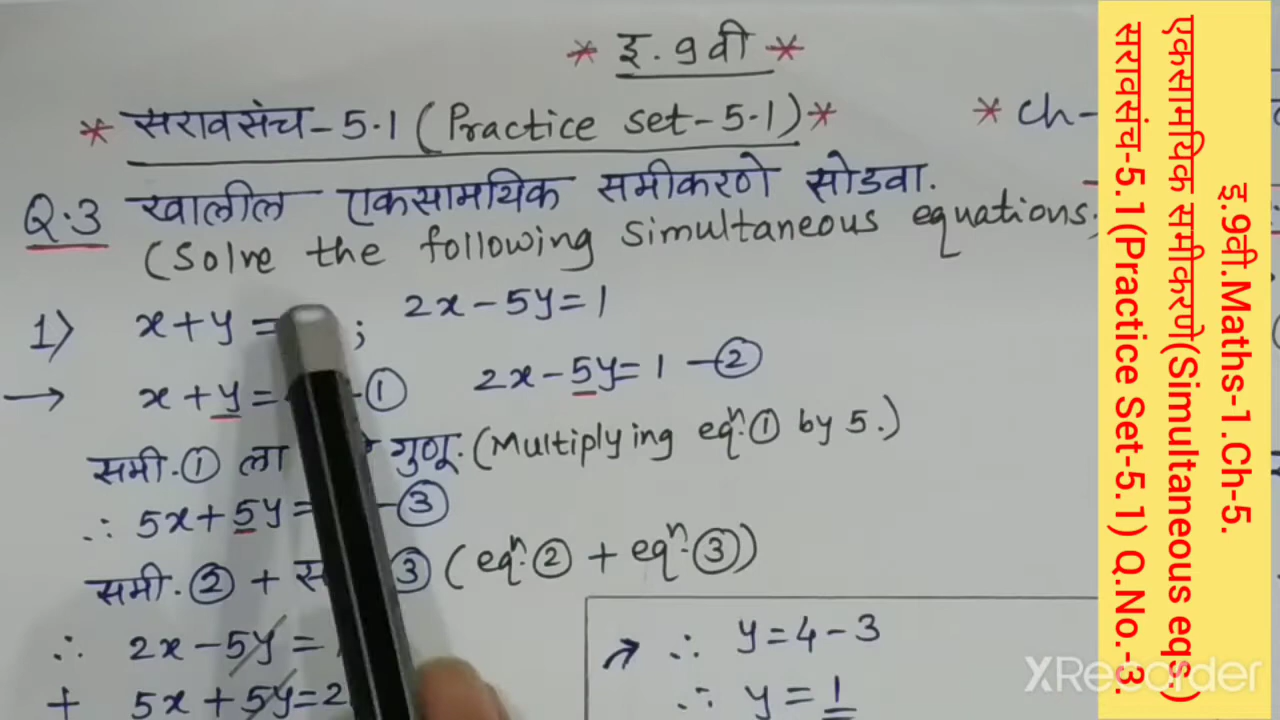 * इ. 9वी *
* सरावसंच-5.1 (Practice set-5.1) *
* Ch-
Q.3 खालील एकसामयिक समीकरणे सोडवा.
(Solve the following simultaneous equations.
1) x+y = ; 2x-5y=1
→ x+y= -① 2x-5y=1 -②
समी.① ला गुणू. (Multiplying eqⁿ.① by 5.)
∴ 5x+5y= -③
समी.② + ③ (eqⁿ.② + eqⁿ.③)
∴ 2x-5y =
+ 5x+5y=2
∴ y=4-3
∴ y=1
XRecorder
इ.9वी.Maths-1.Ch-5.
एकसामयिक समीकरणे(Simultaneous eqs.)
सरावसंच-5.1(Practice Set-5.1) Q.No.-3.